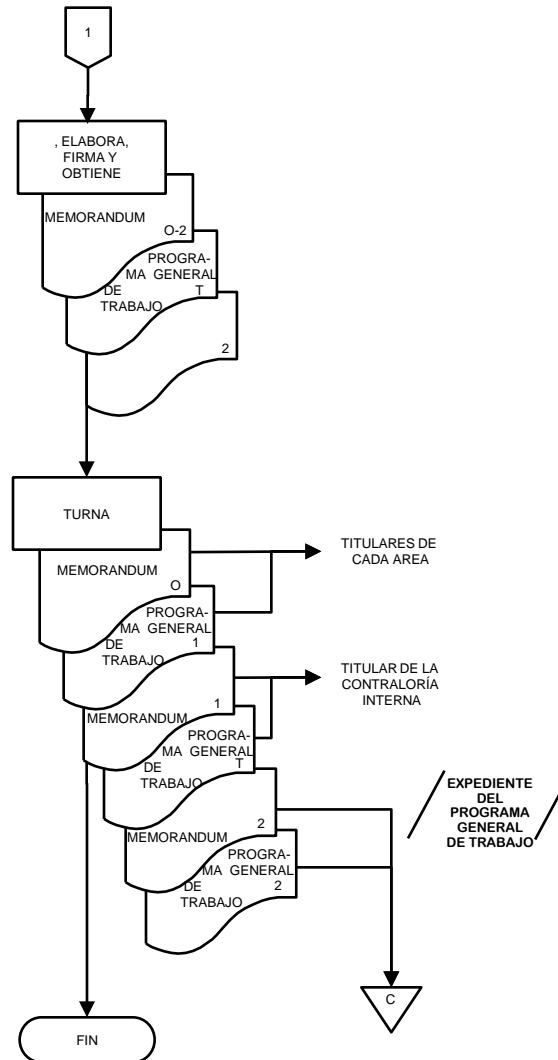 1
, ELABORA,
FIRMA Y
OBTIENE
MEMORANDUM
O-2
PROGRA-
MA GENERAL
DE T
TRABAJO
2
TURNA
MEMORANDUM
O
TITULARES DE
CADA AREA
PROGRA-
MA GENERAL
DE 1
TRABAJO
TITULAR DE LA
CONTRALORÍA
INTERNA
MEMORANDUM
1
PROGRA-
MA GENERAL
DE T
TRABAJO
EXPEDIENTE
DEL
PROGRAMA
GENERAL
DE TRABAJO
MEMORANDUM
2
PROGRA-
MA GENERAL
DE 2
TRABAJO
C
FIN